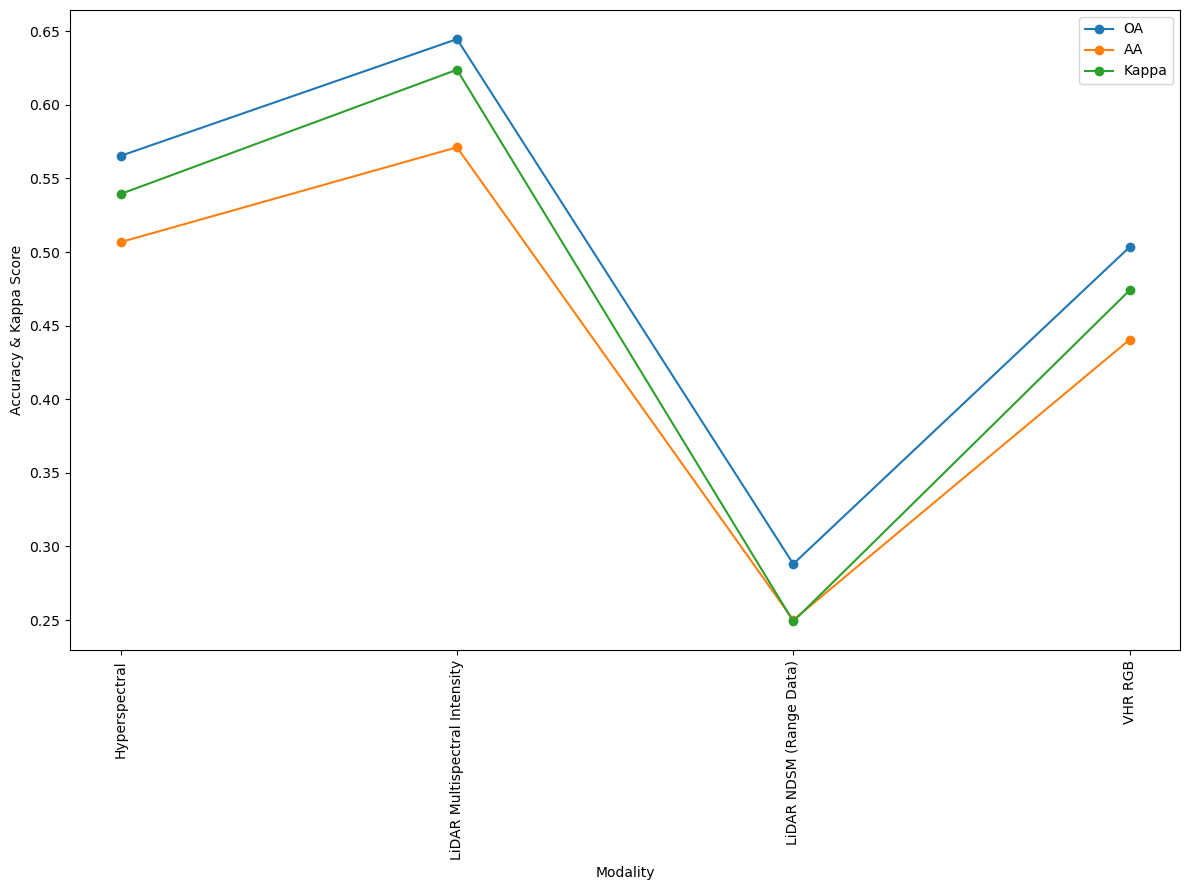 0.65
0.60
0.55
0.50
0.45
0.40
0.35
0.30
0.25
Accuracy & Kappa Score
OA
AA
Kappa
Hyperspectral
LiDAR Multispectral Intensity
LiDAR NDSM (Range Data)
VHR RGB
Modality